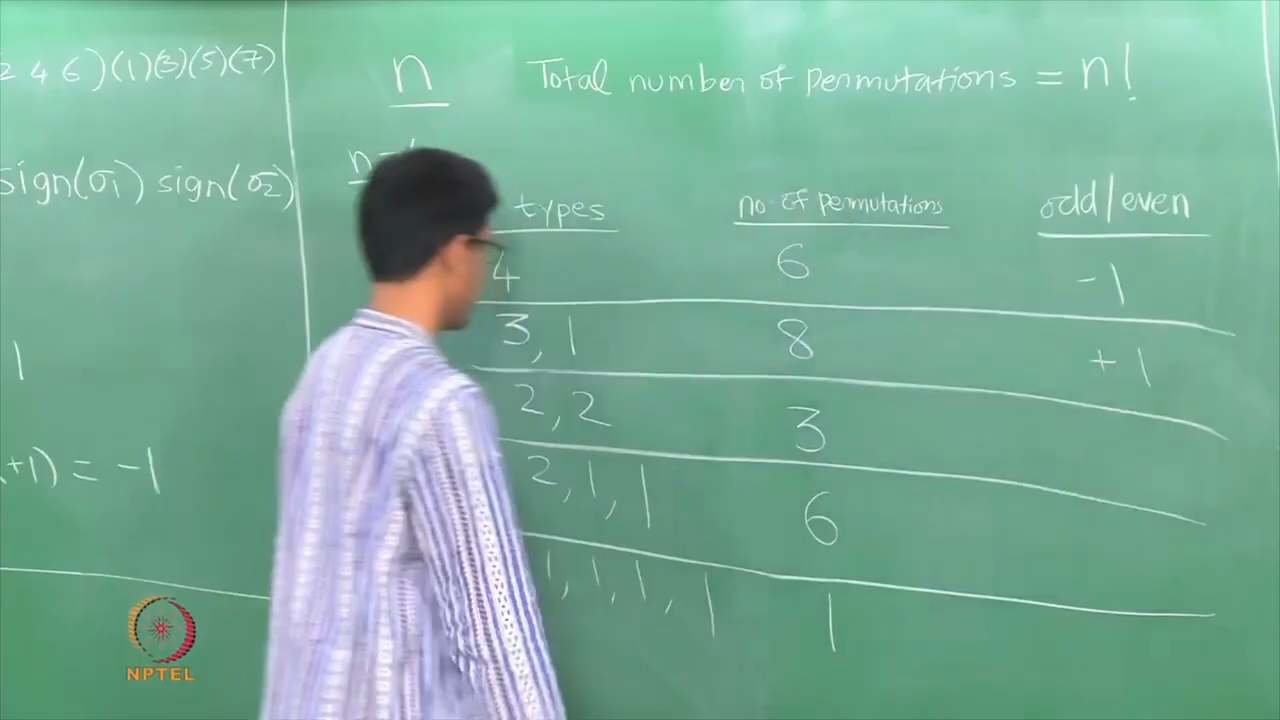 2 4 6)(1)(3)(5)(7)
sign(σ1) sign(σ2)
1
+1) = -1
n Total number of permutations = n!
types no. of permutations odd/even
4 6 -1
3, 1 8 +1
2, 2 3
2, 1, 1 6
1, 1, 1, 1 1
NPTEL